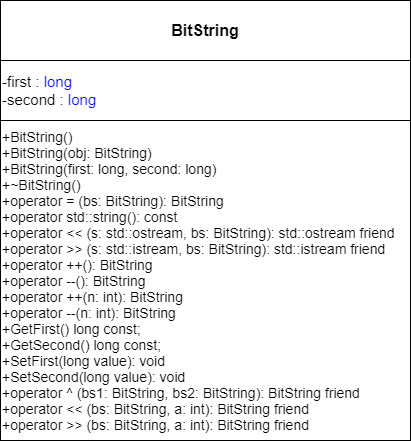 BitString
-first : long
-second : long
+BitString()
+BitString(obj: BitString)
+BitString(first: long, second: long)
+~BitString()
+operator = (bs: BitString): BitString
+operator std::string(): const
+operator << (s: std::ostream, bs: BitString): std::ostream friend
+operator >> (s: std::istream, bs: BitString): std::istream friend
+operator ++(): BitString
+operator --(): BitString
+operator ++(n: int): BitString
+operator --(n: int): BitString
+GetFirst() long const;
+GetSecond() long const;
+SetFirst(long value): void
+SetSecond(long value): void
+operator ^ (bs1: BitString, bs2: BitString): BitString friend
+operator << (bs: BitString, a: int): BitString friend
+operator >> (bs: BitString, a: int): BitString friend